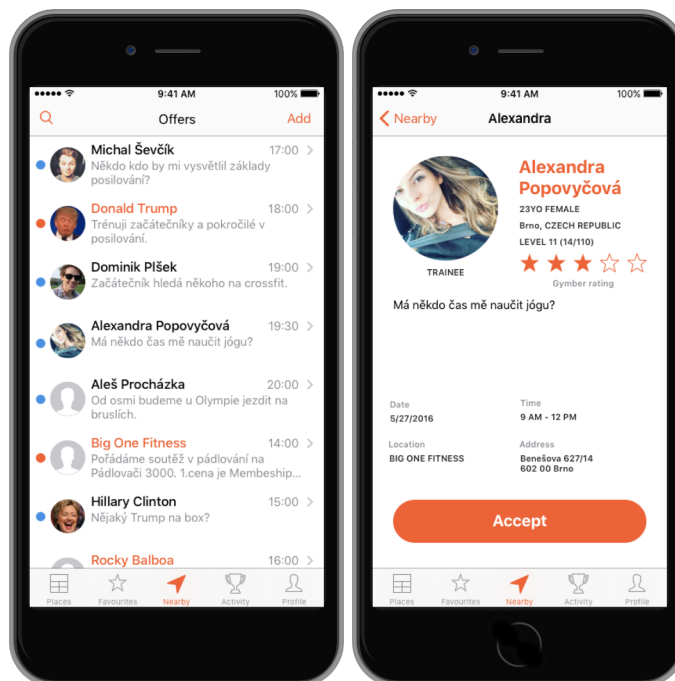 9:41 AM
100%
Offers
Add
Michal Ševčík
17:00
Někdo kdo by mi vysvětlil základy
posilování?
Donald Trump
18:00
Trénuji začátečníky a pokročilé v
posilování.
Dominik Plšek
19:00
Začátečník hledá někoho na crossfit.
Alexandra Popovyčová
19:30
Má někdo čas mě naučit jógu?
Aleš Procházka
20:00
Od osmi budeme u Olympie jezdit na
bruslích.
Big One Fitness
14:00
Pořádáme soutěž v pádlování na
Pádlovači 3000. 1.cena je Membeship...
Hillary Clinton
15:00
Nějaký Trump na box?
Rocky Balboa
16:00
Places
Favourites
Nearby
Activity
Profile
9:41 AM
100%
Nearby
Alexandra
Alexandra
Popovyčová
23YO FEMALE
Brno, CZECH REPUBLIC
LEVEL 11 (14/110)
TRAINEE
Gymber rating
Má někdo čas mě naučit jógu?
Date
5/27/2016
Time
9 AM - 12 PM
Location
BIG ONE FITNESS
Address
Benešova 627/14
602 00 Brno
Accept
Places
Favourites
Nearby
Activity
Profile